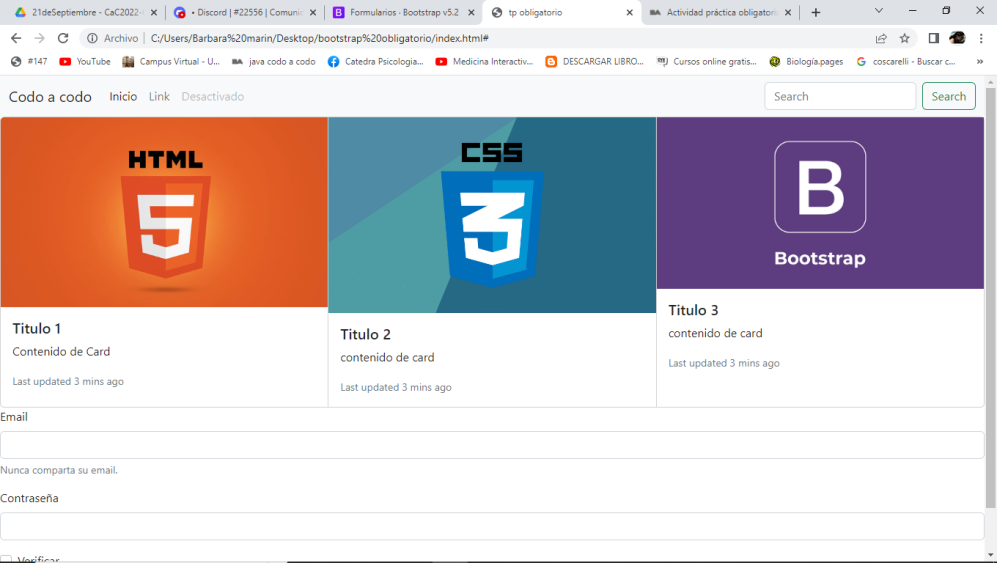 21deSeptiembre - CaC2022-
• Discord | #22556 | Comunic
Formularios · Bootstrap v5.2
tp obligatorio
Actividad práctica obligatori
Archivo | C:/Users/Barbara%20marin/Desktop/bootstrap%20obligatorio/index.html#
#147
YouTube
Campus Virtual - U...
java codo a codo
Catedra Psicologia...
Medicina Interactiv...
DESCARGAR LIBRO...
Cursos online gratis...
Biología.pages
coscarelli - Buscar c...
»
Codo a codo Inicio Link Desactivado Search Search
HTML
5
CSS
3
B
Bootstrap
Titulo 1
Contenido de Card
Last updated 3 mins ago
Titulo 2
contenido de card
Last updated 3 mins ago
Titulo 3
contenido de card
Last updated 3 mins ago
Email
Nunca comparta su email.
Contraseña
Verificar